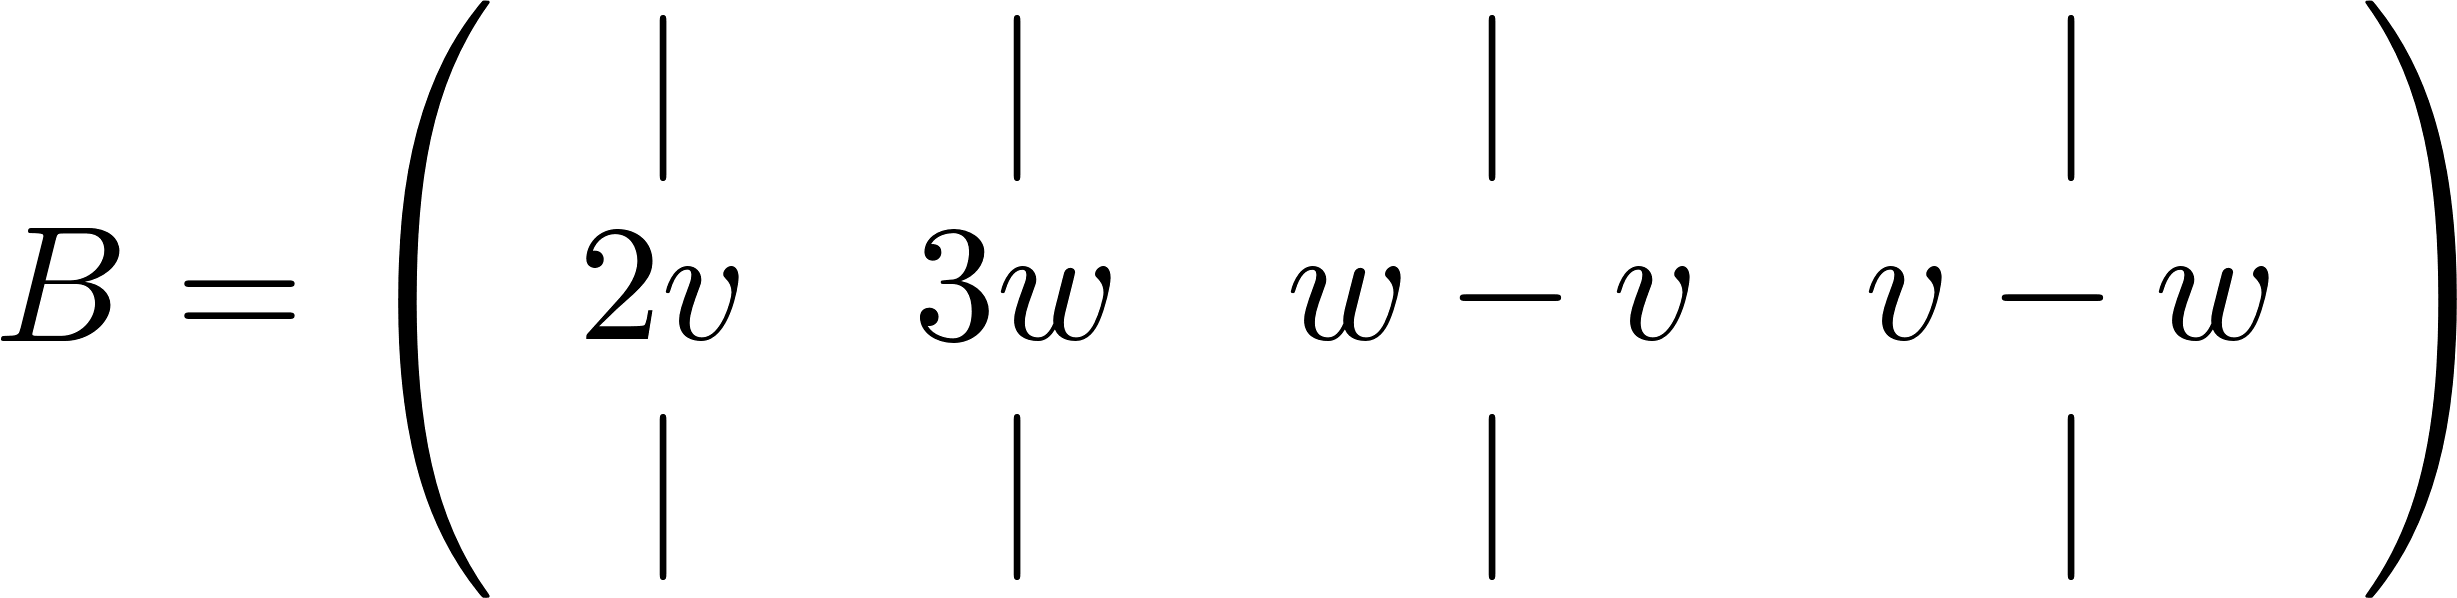 | | | |
B = ( 2v 3w w − v v − w )
| | | |